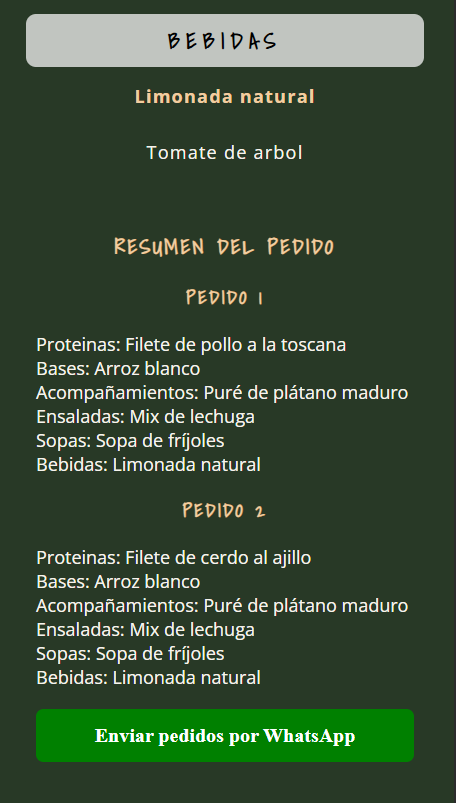 BEBIDAS
Limonada natural
Tomate de arbol
RESUMEN DEL PEDIDO
PEDIDO 1
Proteinas: Filete de pollo a la toscana
Bases: Arroz blanco
Acompañamientos: Puré de plátano maduro
Ensaladas: Mix de lechuga
Sopas: Sopa de fríjoles
Bebidas: Limonada natural
PEDIDO 2
Proteinas: Filete de cerdo al ajillo
Bases: Arroz blanco
Acompañamientos: Puré de plátano maduro
Ensaladas: Mix de lechuga
Sopas: Sopa de fríjoles
Bebidas: Limonada natural
Enviar pedidos por WhatsApp